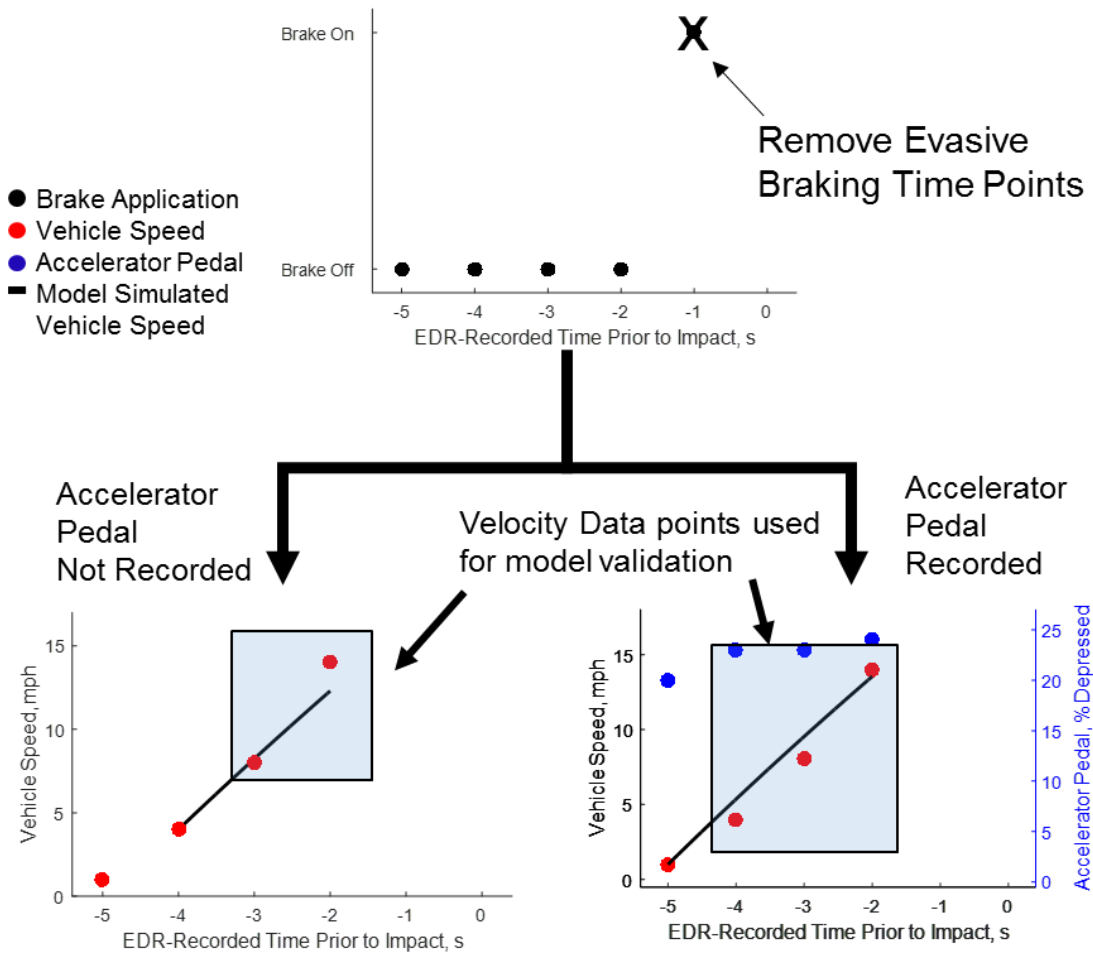 Brake On
X
Remove Evasive
Braking Time Points
Brake Application
Vehicle Speed
Accelerator Pedal
Model Simulated
Vehicle Speed
Brake Off
-5 -4 -3 -2 -1 0
EDR-Recorded Time Prior to Impact, s
Accelerator
Pedal
Not Recorded
Velocity Data points used
for model validation
Accelerator
Pedal
Recorded
Vehicle Speed, mph
15
10
5
0
-5 -4 -3 -2 -1 0
EDR-Recorded Time Prior to Impact, s
Vehicle Speed, mph
15
10
5
0
-5 -4 -3 -2 -1 0
EDR-Recorded Time Prior to Impact, s
25
20
15
10
5
0
Accelerator Pedal, % Depressed